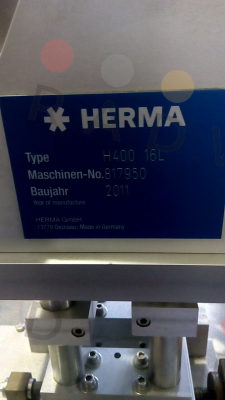 HERMA
Type H400 16L
Maschinen-No. 817950
Baujahr 2011
Year of manufacture
HERMA GmbH
Made in Germany